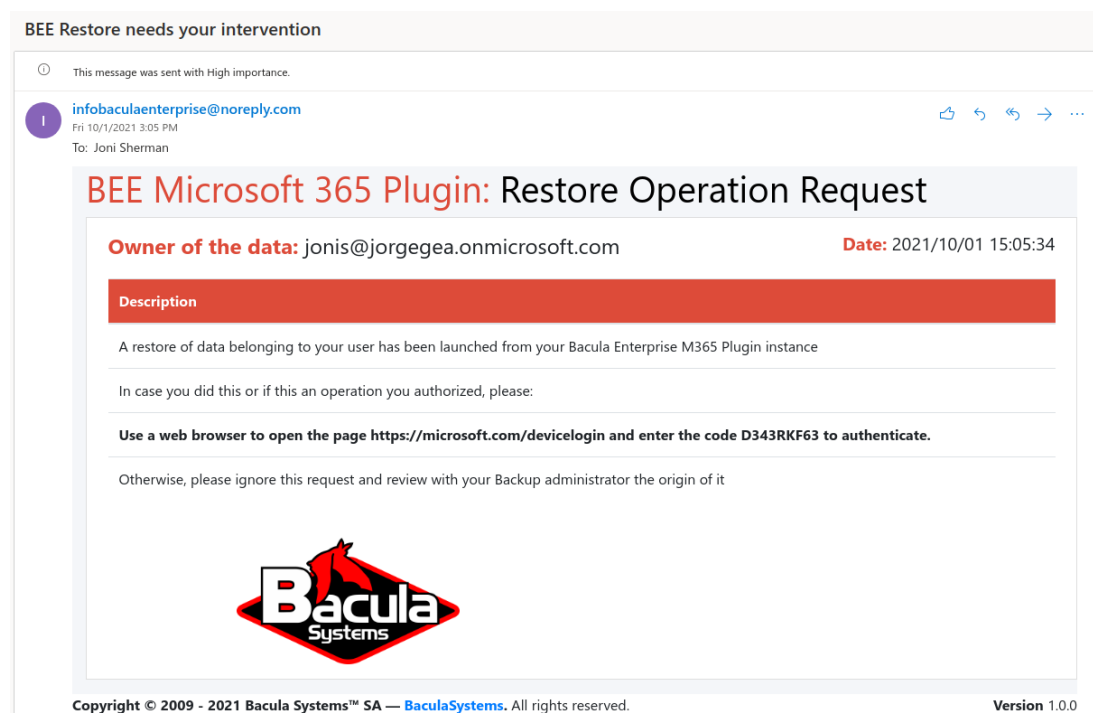 BEE Restore needs your intervention
This message was sent with High importance.
I
infobaculaenterprise@noreply.com
Fri 10/1/2021 3:05 PM
To: Joni Sherman
BEE Microsoft 365 Plugin: Restore Operation Request
Owner of the data: jonis@jorgegea.onmicrosoft.com Date: 2021/10/01 15:05:34
Description
A restore of data belonging to your user has been launched from your Bacula Enterprise M365 Plugin instance
In case you did this or if this an operation you authorized, please:
Use a web browser to open the page https://microsoft.com/devicelogin and enter the code D343RKF63 to authenticate.
Otherwise, please ignore this request and review with your Backup administrator the origin of it
Bacula
Systems
Copyright © 2009 - 2021 Bacula Systems™ SA — BaculaSystems. All rights reserved. Version 1.0.0